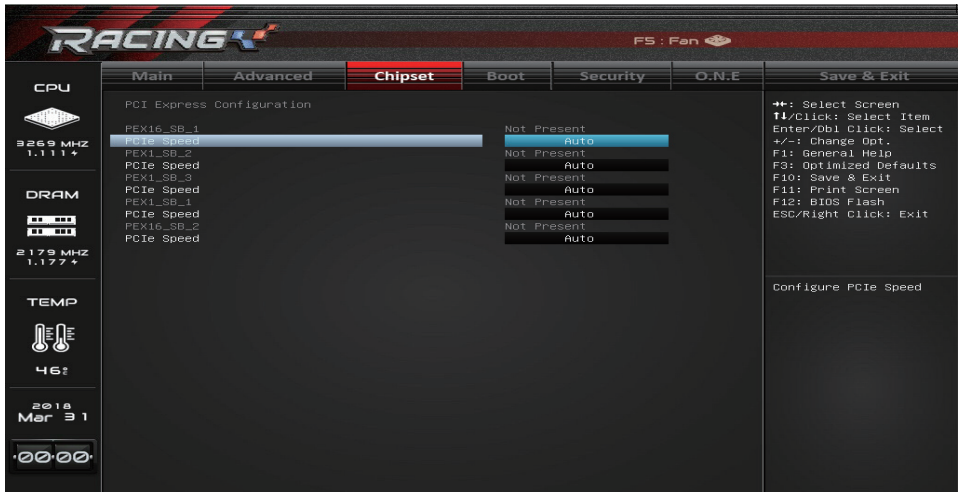 RACING
F5 : Fan
Main Advanced Chipset Boot Security O.N.E Save & Exit
CPU
3269 MHZ
1.111
DRAM
2179 MHZ
1.177
TEMP
46
2018
Mar 31
00:00
PCI Express Configuration
PEX16_SB_1 Not Present
PCIe Speed Auto
PEX1_SB_2 Not Present
PCIe Speed Auto
PEX1_SB_3 Not Present
PCIe Speed Auto
PEX1_SB_1 Not Present
PCIe Speed Auto
PEX16_SB_2 Not Present
PCIe Speed Auto
→←: Select Screen
↑↓/Click: Select Item
Enter/Dbl Click: Select
+/-: Change Opt.
F1: General Help
F3: Optimized Defaults
F10: Save & Exit
F11: Print Screen
F12: BIOS Flash
ESC/Right Click: Exit
Configure PCIe Speed